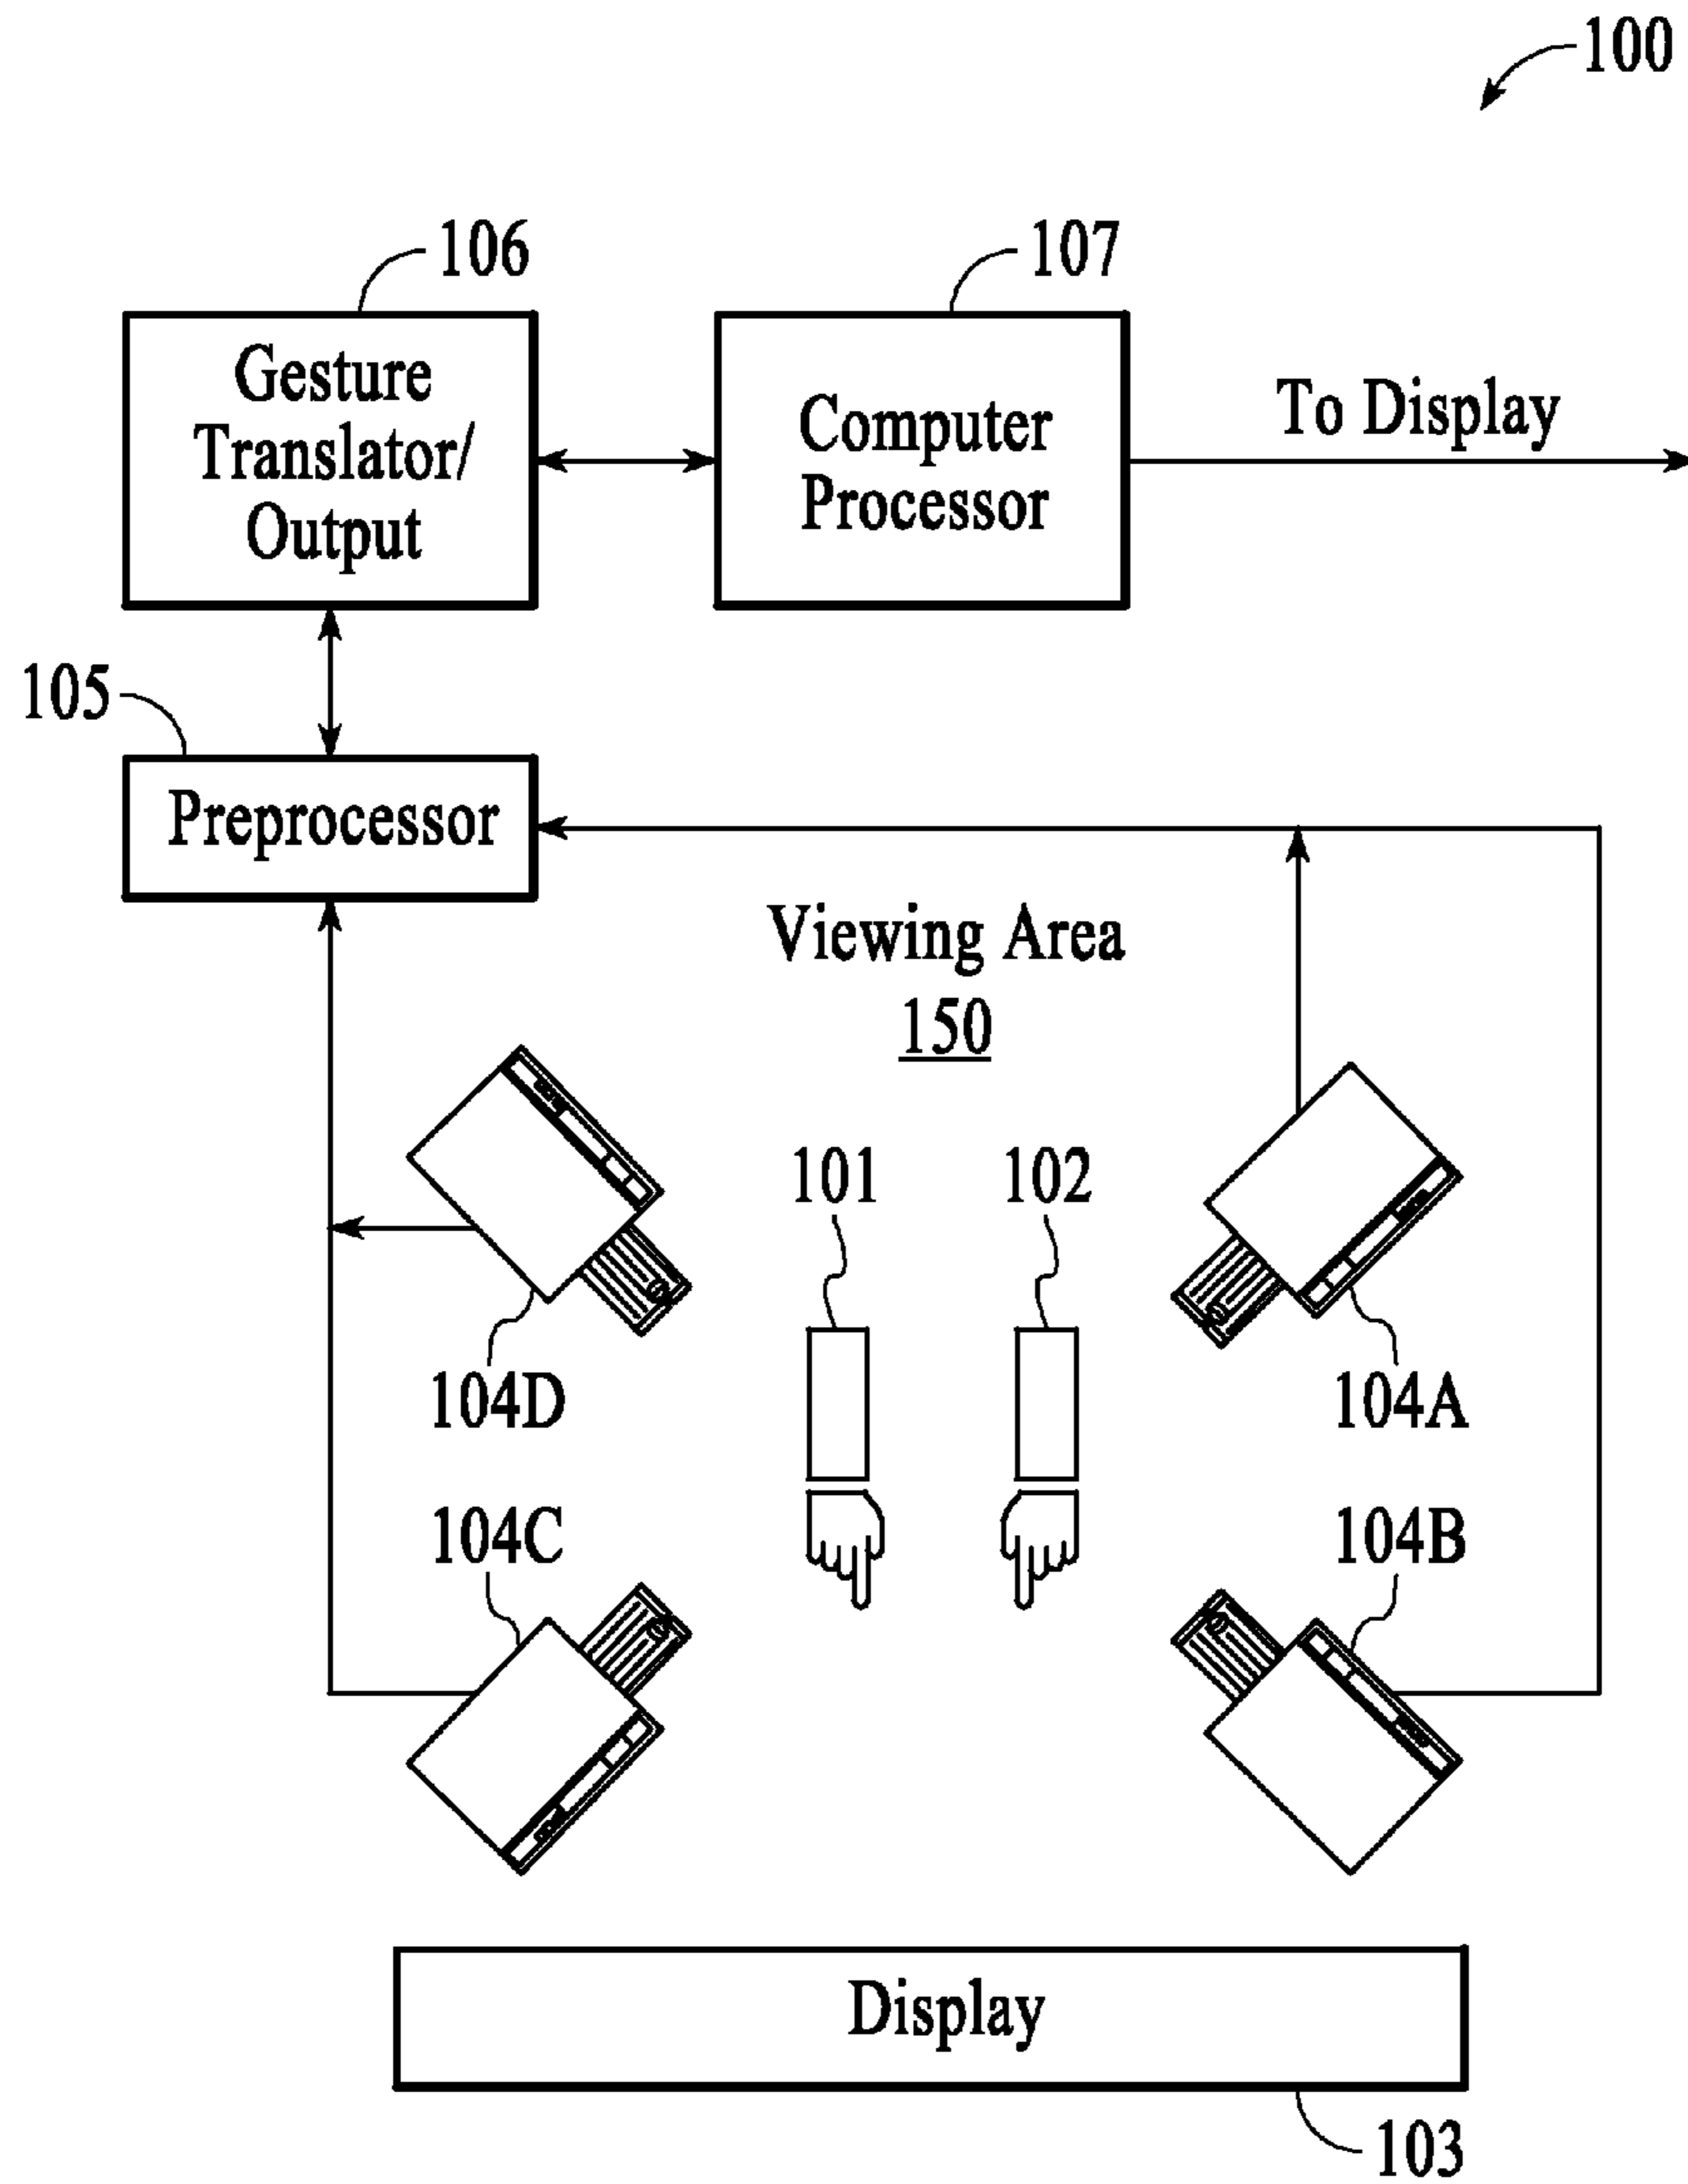 100
106
107
Gesture
Translator/
Output
Computer
Processor
To Display
105
Preprocessor
Viewing Area
150
101
102
104D
104A
104C
104B
Display
103